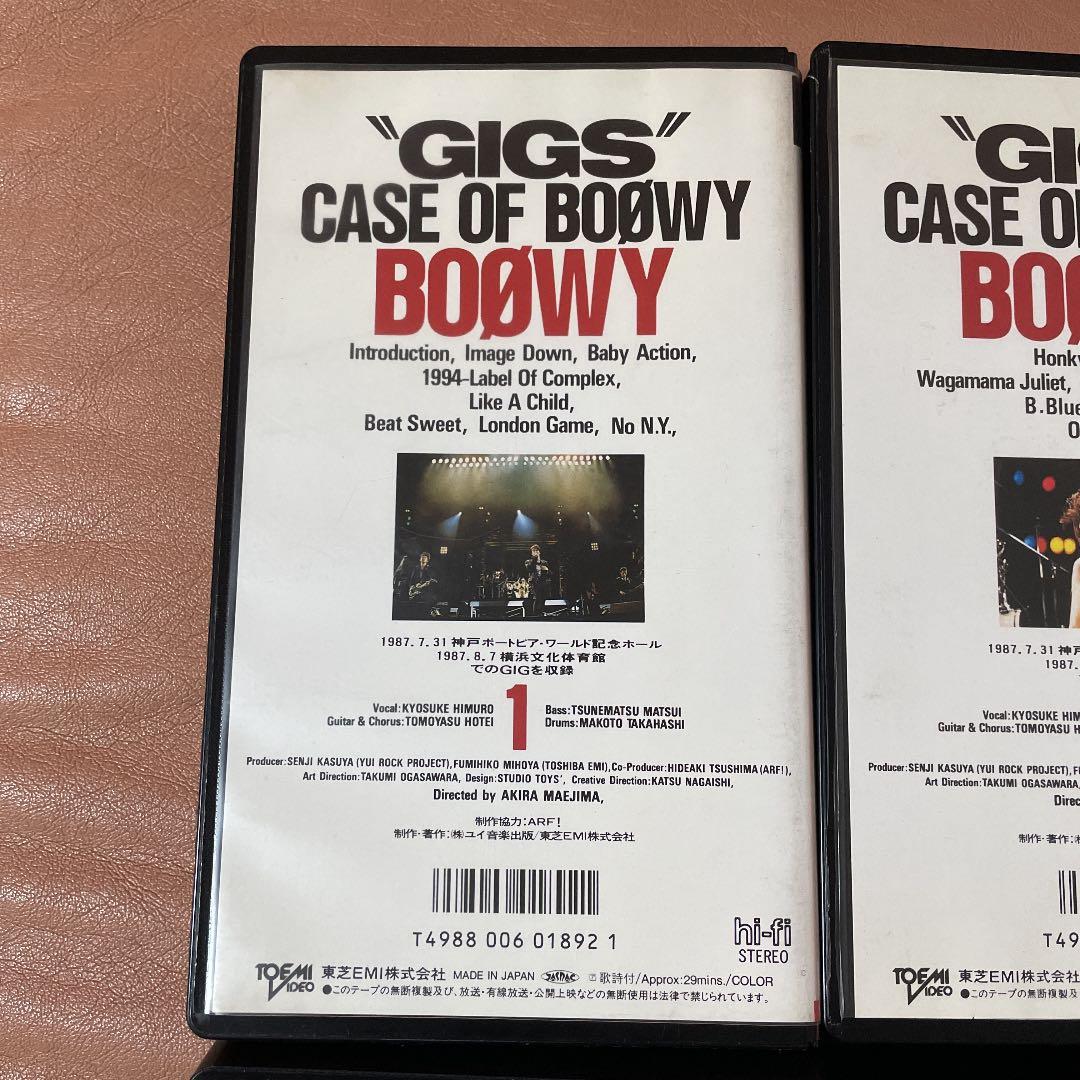 "GIGS"
CASE OF BOØWY
BOØWY
Introduction, Image Down, Baby Action,
1994-Label Of Complex,
Like A Child,
Beat Sweet, London Game, No N.Y.,
1987.7.31 神戸ポートピア・ワールド記念ホール
1987.8.7 横浜文化体育館
でのGIGを収録
1
Vocal:KYOSUKE HIMURO
Guitar & Chorus:TOMOYASU HOTEI
Bass:TSUNEMATSU MATSUI
Drums:MAKOTO TAKAHASHI
Producer:SENJI KASUYA (YUI ROCK PROJECT),FUMIHIKO MIHOYA (TOSHIBA EMI),Co-Producer:HIDEAKI TSUSHIMA (ARF!),
Art Direction:TAKUMI OGASAWARA, Design:STUDIO TOYS', Creative Direction:KATSU NAGAISHI,
Directed by AKIRA MAEJIMA,
制作協力:ARF!
制作・著作:㈱ユイ音楽出版/東芝EMI株式会社
T4988 006 01892 1
hi-fi
STEREO
TOEMI VIDEO 東芝EMI株式会社 MADE IN JAPAN 歌詩付/Approx:29mins./COLOR
●このテープの無断複製及び、放送・有線放送・公開上映などの無断使用は法律で禁じられています。
"GIG
CASE O
BOØ
Honky
Wagamama Juliet,
B.Blue
O
1987.7.31 神戸
1987.
Vocal:KYOSUKE HIM
Guitar & Chorus:TOMOYASU H
Producer:SENJI KASUYA (YUI ROCK PROJECT),F
Art Direction:TAKUMI OGASAWARA,
Direc
制作・著
T49
TOEMI VIDEO 東芝EMI株式会社
●このテープの無断複製及